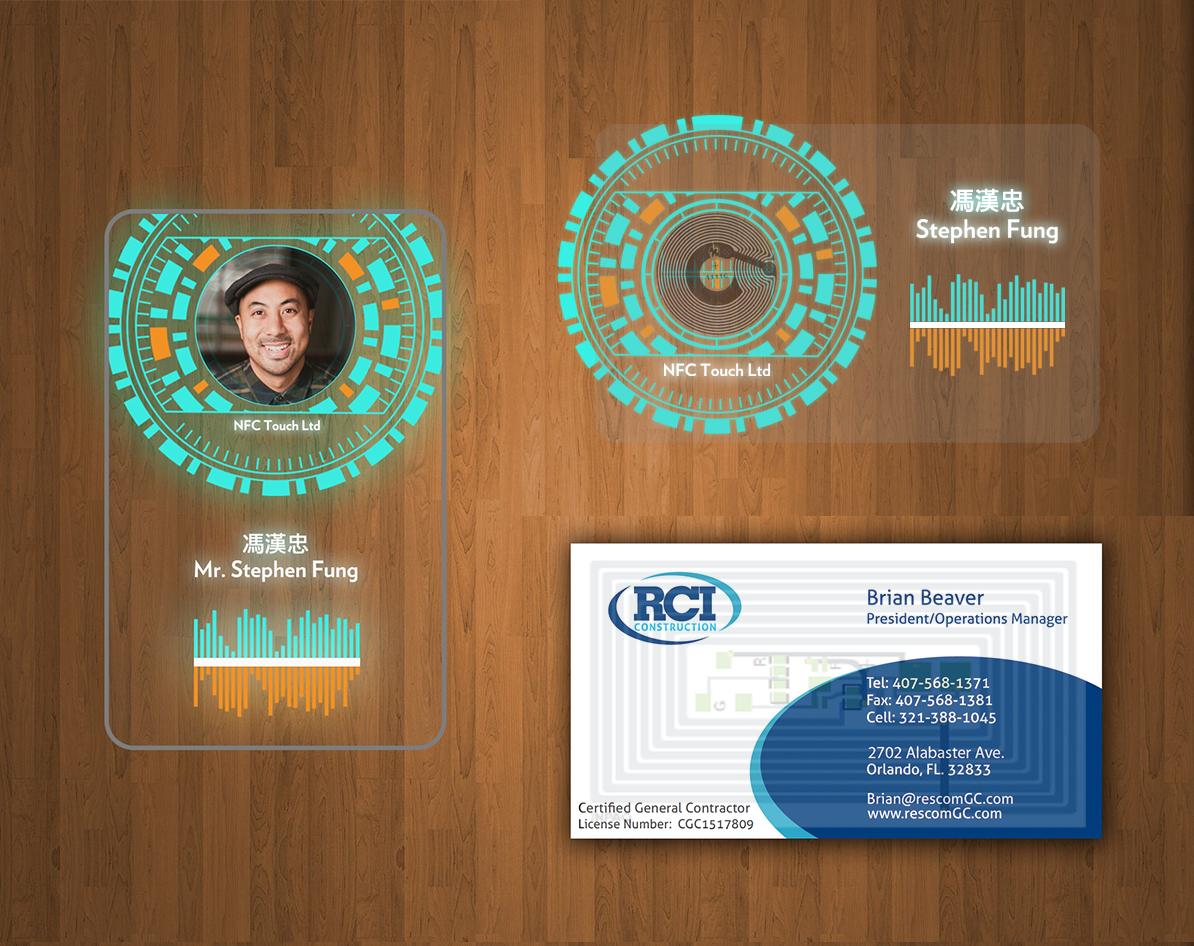 NFC Touch Ltd
馮漢忠
Mr. Stephen Fung
馮漢忠
Stephen Fung
NFC Touch Ltd
RCI
CONSTRUCTION
Brian Beaver
President/Operations Manager
Tel: 407-568-1371
Fax: 407-568-1381
Cell: 321-388-1045
2702 Alabaster Ave.
Orlando, FL. 32833
Brian@rescomGC.com
www.rescomGC.com
Certified General Contractor
License Number: CGC1517809
R
G